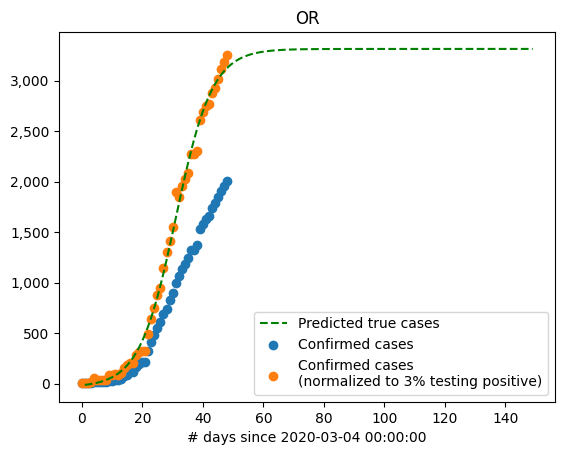 OR
3,000
2,500
2,000
1,500
1,000
500
0
0 20 40 60 80 100 120 140
# days since 2020-03-04 00:00:00
Predicted true cases
Confirmed cases
Confirmed cases
(normalized to 3% testing positive)